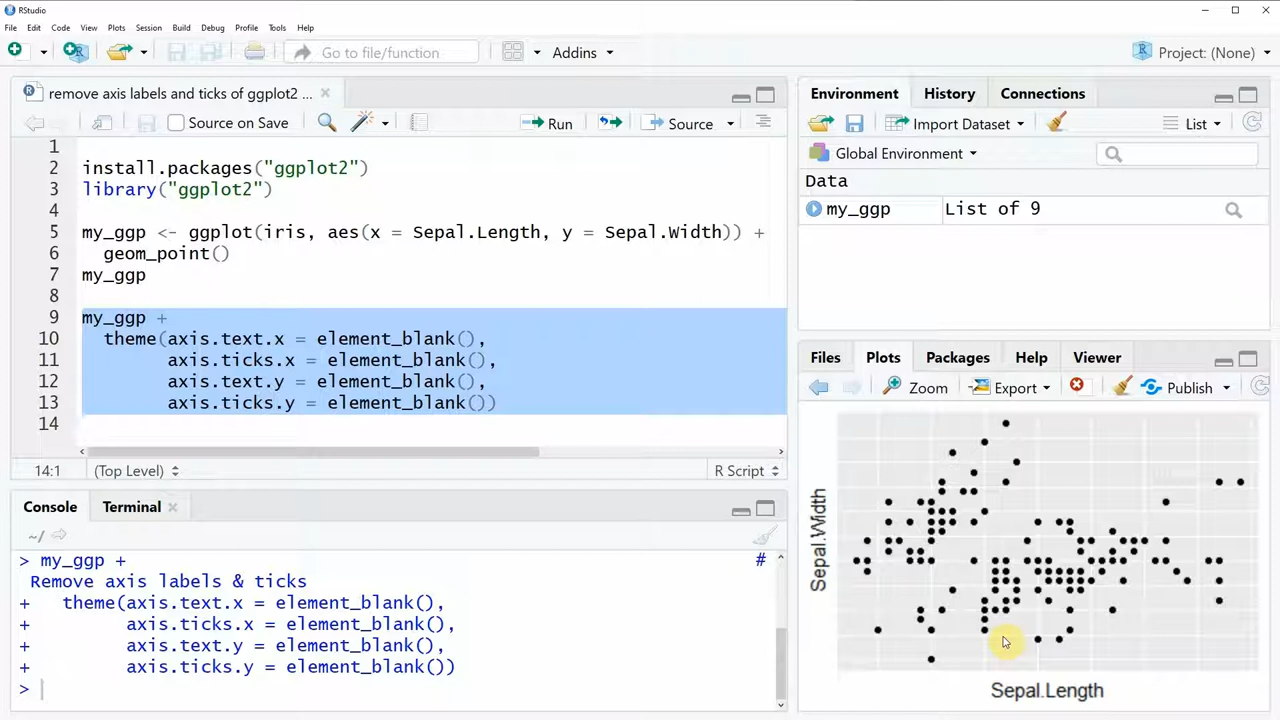 RStudio
File Edit Code View Plots Session Build Debug Profile Tools Help
Go to file/function Addins Project: (None)
remove axis labels and ticks of ggplot2 ...
Source on Save Run Source
1
2 install.packages("ggplot2")
3 library("ggplot2")
4
5 my_ggp <- ggplot(iris, aes(x = Sepal.Length, y = Sepal.Width)) +
6 geom_point()
7 my_ggp
8
9 my_ggp +
10 theme(axis.text.x = element_blank(),
11 axis.ticks.x = element_blank(),
12 axis.text.y = element_blank(),
13 axis.ticks.y = element_blank())
14
14:1 (Top Level) R Script
Console Terminal
~/
> my_ggp + #
Remove axis labels & ticks
+ theme(axis.text.x = element_blank(),
+ axis.ticks.x = element_blank(),
+ axis.text.y = element_blank(),
+ axis.ticks.y = element_blank())
>
Environment History Connections
Import Dataset List
Global Environment
Data
my_ggp List of 9
Files Plots Packages Help Viewer
Zoom Export Publish
Sepal.Width
Sepal.Length